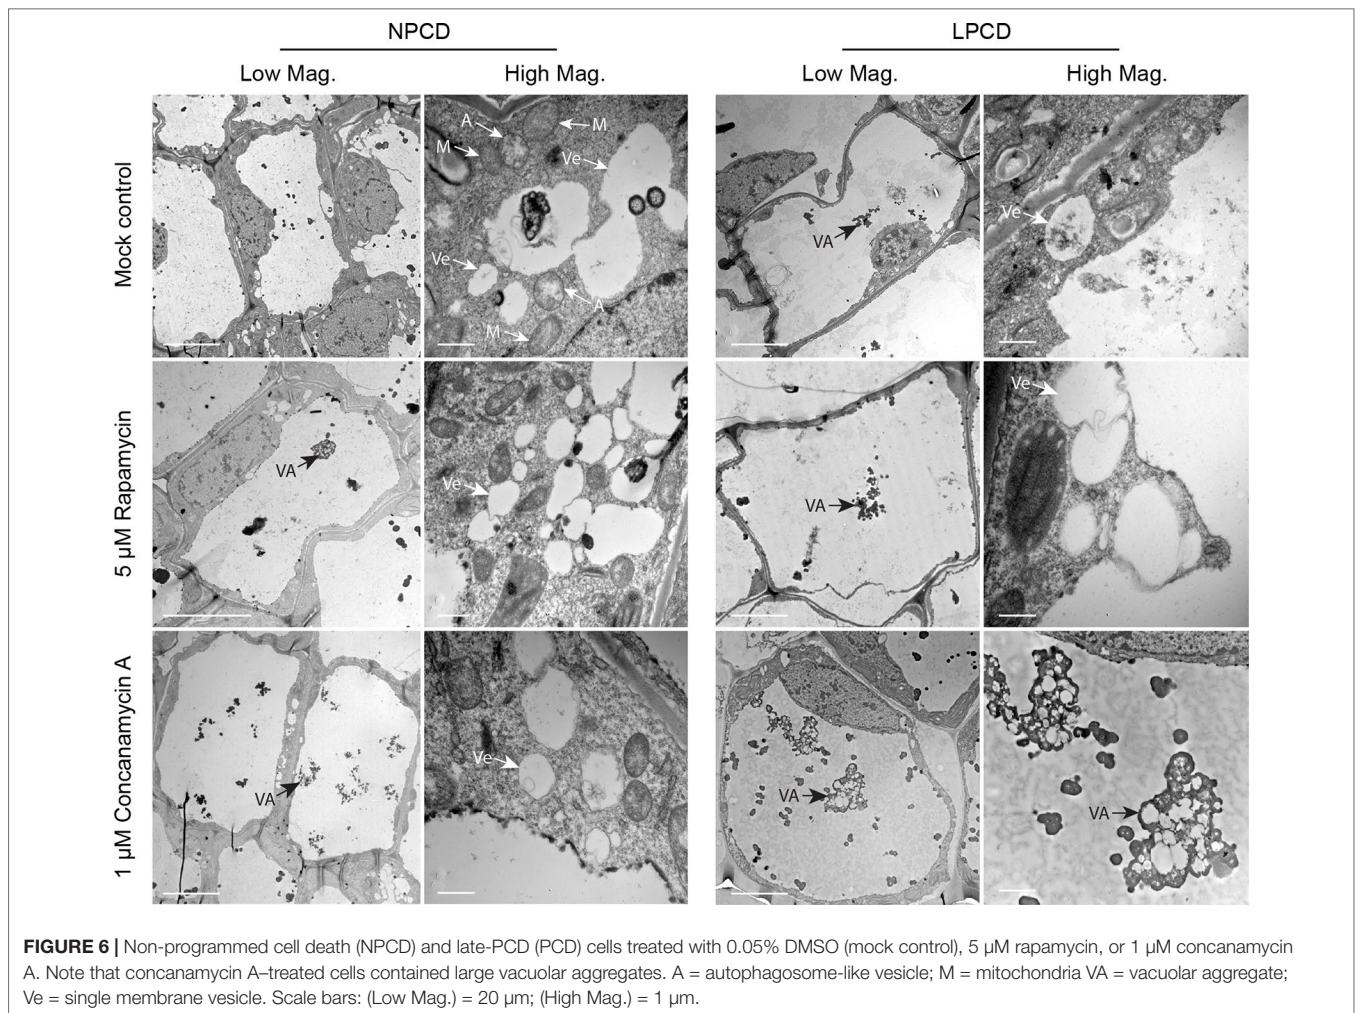 NPCD
LPCD
Low Mag.
High Mag.
Low Mag.
High Mag.
Mock control
A
M
M
Ve
Ve
A
M
VA
Ve
5 µM Rapamycin
VA
Ve
VA
Ve
1 µM Concanamycin A
VA
Ve
VA
VA
FIGURE 6 | Non-programmed cell death (NPCD) and late-PCD (PCD) cells treated with 0.05% DMSO (mock control), 5 µM rapamycin, or 1 µM concanamycin
A. Note that concanamycin A–treated cells contained large vacuolar aggregates. A = autophagosome-like vesicle; M = mitochondria VA = vacuolar aggregate;
Ve = single membrane vesicle. Scale bars: (Low Mag.) = 20 µm; (High Mag.) = 1 µm.